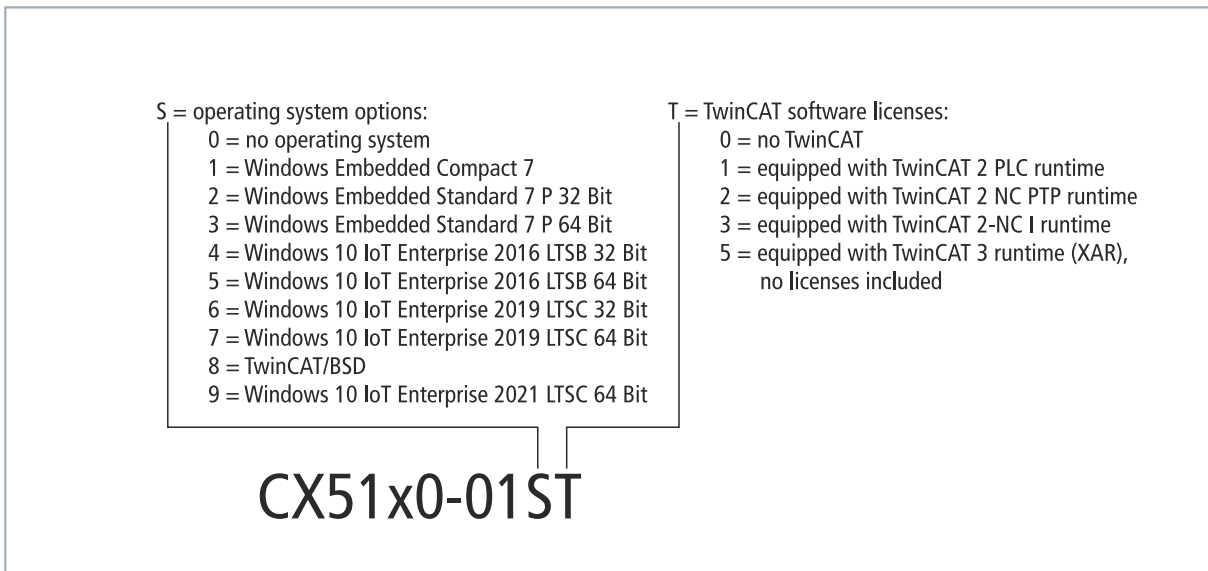 S = operating system options:
0 = no operating system
1 = Windows Embedded Compact 7
2 = Windows Embedded Standard 7 P 32 Bit
3 = Windows Embedded Standard 7 P 64 Bit
4 = Windows 10 IoT Enterprise 2016 LTSB 32 Bit
5 = Windows 10 IoT Enterprise 2016 LTSB 64 Bit
6 = Windows 10 IoT Enterprise 2019 LTSC 32 Bit
7 = Windows 10 IoT Enterprise 2019 LTSC 64 Bit
8 = TwinCAT/BSD
9 = Windows 10 IoT Enterprise 2021 LTSC 64 Bit
T = TwinCAT software licenses:
0 = no TwinCAT
1 = equipped with TwinCAT 2 PLC runtime
2 = equipped with TwinCAT 2 NC PTP runtime
3 = equipped with TwinCAT 2-NC I runtime
5 = equipped with TwinCAT 3 runtime (XAR),
no licenses included
CX51x0-01ST